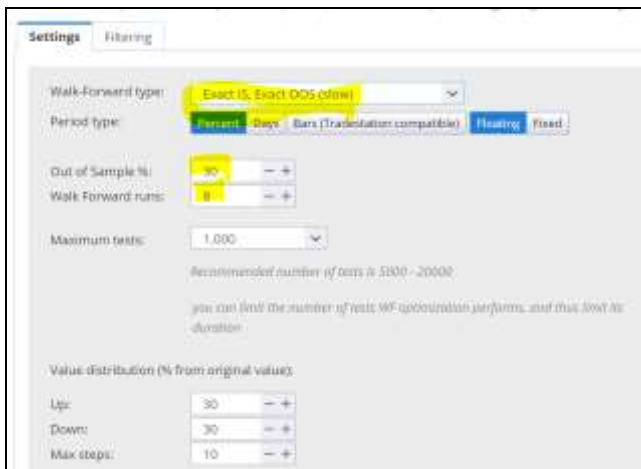 Settings Filtering
Walk-Forward type: Exact IS, Exact OOS (slow)
Period type: Percent Days Bars (Tradestation compatible) Floating Fixed
Out of Sample %: 30 - +
Walk Forward runs: 8 - +
Maximum tests: 1,000
Recommended number of tests is 5000 - 20000
you can limit the number of tests WF optimization performs, and thus limit its
duration
Value distribution (% from original value):
Up: 30 - +
Down: 30 - +
Max steps: 10 - +